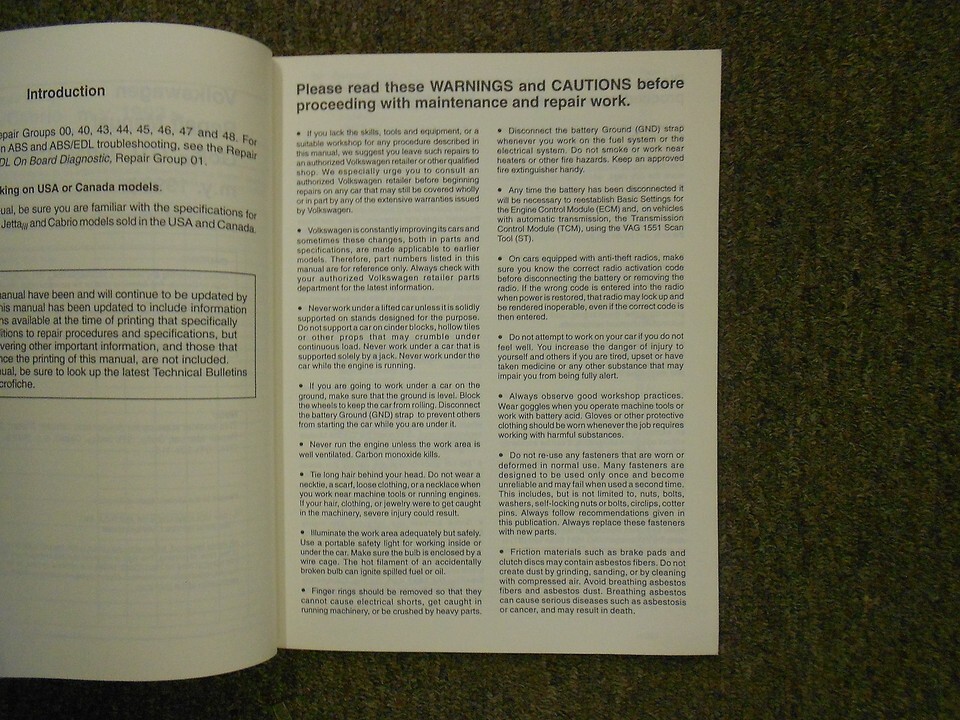 Introduction
epair Groups 00, 40, 43, 44, 45, 46, 47 and 48. For
n ABS and ABS/EDL troubleshooting, see the Repair
DL On Board Diagnostic, Repair Group 01.
king on USA or Canada models.
ual, be sure you are familiar with the specifications for
Jetta III and Cabrio models sold in the USA and Canada.
anual have been and will continue to be updated by
his manual has been updated to include information
ns available at the time of printing that specifically
ditions to repair procedures and specifications, but
vering other important information, and those that
nce the printing of this manual, are not included.
ual, be sure to look up the latest Technical Bulletins
crofiche.
Please read these WARNINGS and CAUTIONS before
proceeding with maintenance and repair work.
• If you lack the skills, tools and equipment, or a
suitable workshop for any procedure described in
this manual, we suggest you leave such repairs to
an authorized Volkswagen retailer or other qualified
shop. We especially urge you to consult an
authorized Volkswagen retailer before beginning
repairs on any car that may still be covered wholly
or in part by any of the extensive warranties issued
by Volkswagen.
• Volkswagen is constantly improving its cars and
sometimes these changes, both in parts and
specifications, are made applicable to earlier
models. Therefore, part numbers listed in this
manual are for reference only. Always check with
your authorized Volkswagen retailer parts
department for the latest information.
• Never work under a lifted car unless it is solidly
supported on stands designed for the purpose.
Do not support a car on cinder blocks, hollow tiles
or other props that may crumble under
continuous load. Never work under a car that is
supported solely by a jack. Never work under the
car while the engine is running.
• If you are going to work under a car on the
ground, make sure that the ground is level. Block
the wheels to keep the car from rolling. Disconnect
the battery Ground (GND) strap to prevent others
from starting the car while you are under it.
• Never run the engine unless the work area is
well ventilated. Carbon monoxide kills.
• Tie long hair behind your head. Do not wear a
necktie, a scarf, loose clothing, or a necklace when
you work near machine tools or running engines.
If your hair, clothing, or jewelry were to get caught
in the machinery, severe injury could result.
• Illuminate the work area adequately but safely.
Use a portable safety light for working inside or
under the car. Make sure the bulb is enclosed by a
wire cage. The hot filament of an accidentally
broken bulb can ignite spilled fuel or oil.
• Finger rings should be removed so that they
cannot cause electrical shorts, get caught in
running machinery, or be crushed by heavy parts.
• Disconnect the battery Ground (GND) strap
whenever you work on the fuel system or the
electrical system. Do not smoke or work near
heaters or other fire hazards. Keep an approved
fire extinguisher handy.
• Any time the battery has been disconnected it
will be necessary to reestablish Basic Settings for
the Engine Control Module (ECM) and, on vehicles
with automatic transmission, the Transmission
Control Module (TCM), using the VAG 1551 Scan
Tool (ST).
• On cars equipped with anti-theft radios, make
sure you know the correct radio activation code
before disconnecting the battery or removing the
radio. If the wrong code is entered into the radio
when power is restored, that radio may lock up and
be rendered inoperable, even if the correct code is
then entered.
• Do not attempt to work on your car if you do not
feel well. You increase the danger of injury to
yourself and others if you are tired, upset or have
taken medicine or any other substance that may
impair you from being fully alert.
• Always observe good workshop practices.
Wear goggles when you operate machine tools or
work with battery acid. Gloves or other protective
clothing should be worn whenever the job requires
working with harmful substances.
• Do not re-use any fasteners that are worn or
deformed in normal use. Many fasteners are
designed to be used only once and become
unreliable and may fail when used a second time.
This includes, but is not limited to, nuts, bolts,
washers, self-locking nuts or bolts, circlips, cotter
pins. Always follow recommendations given in
this publication. Always replace these fasteners
with new parts.
• Friction materials such as brake pads and
clutch discs may contain asbestos fibers. Do not
create dust by grinding, sanding, or by cleaning
with compressed air. Avoid breathing asbestos
fibers and asbestos dust. Breathing asbestos
can cause serious diseases such as asbestosis
or cancer, and may result in death.